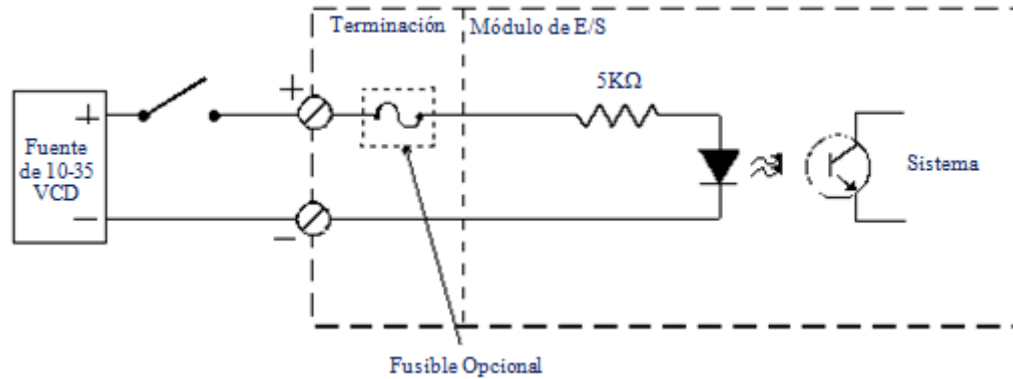 Terminación
Módulo de E/S
5KΩ
+
+
Fuente
de 10-35
VCD
Sistema
−
−
Fusible Opcional